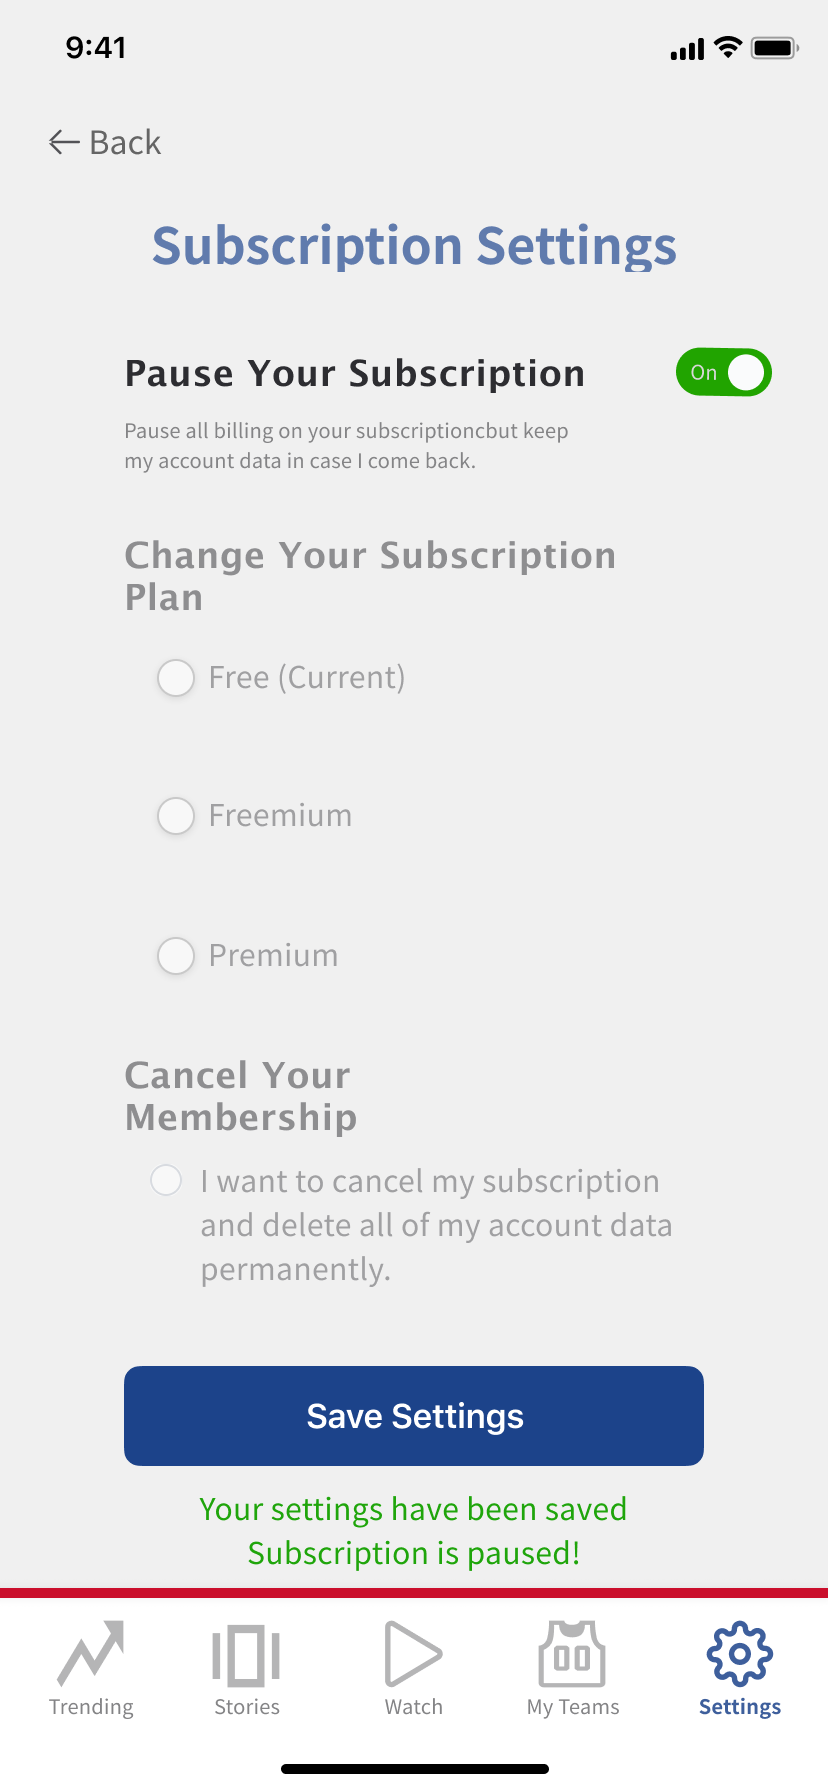 9:41
Back
Subscription Settings
Pause Your Subscription
On
Pause all billing on your subscriptioncbut keep
my account data in case I come back.
Change Your Subscription
Plan
Free (Current)
Freemium
Premium
Cancel Your
Membership
I want to cancel my subscription
and delete all of my account data
permanently.
Save Settings
Your settings have been saved
Subscription is paused!
Trending
Stories
Watch
My Teams
Settings